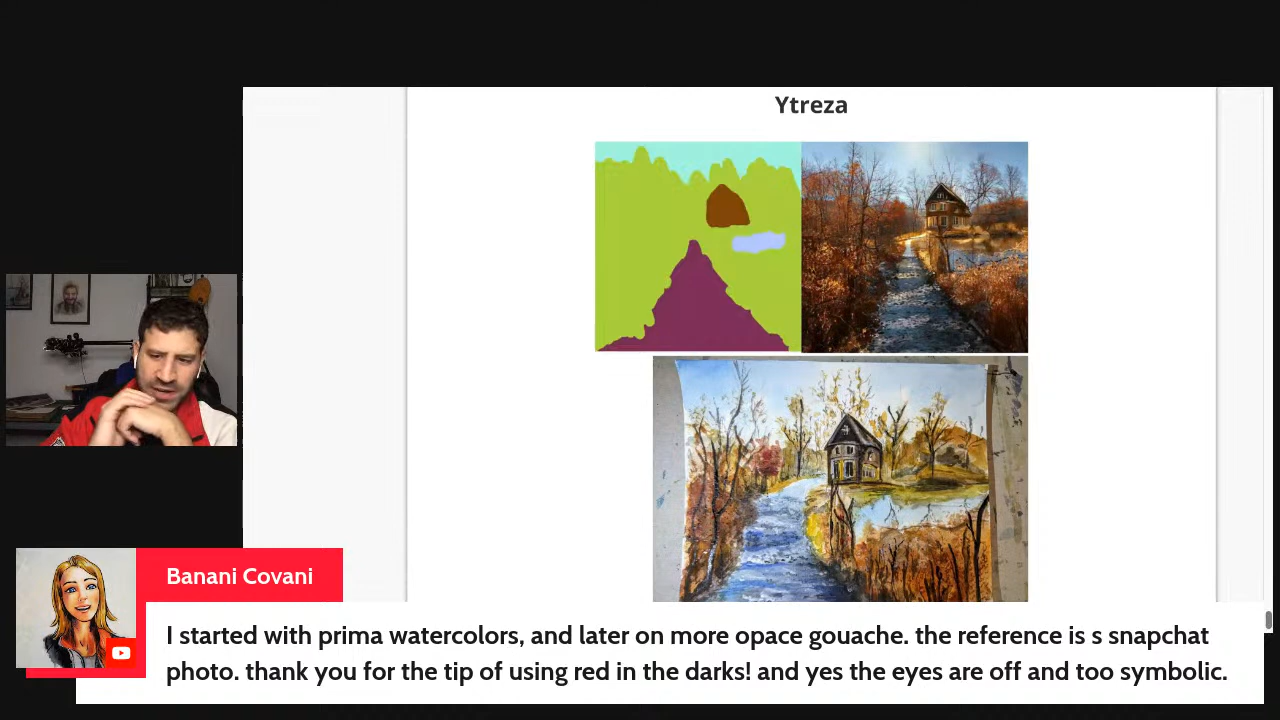 Ytreza
Banani Covani
I started with prima watercolors, and later on more opace gouache. the reference is s snapchat
photo. thank you for the tip of using red in the darks! and yes the eyes are off and too symbolic.